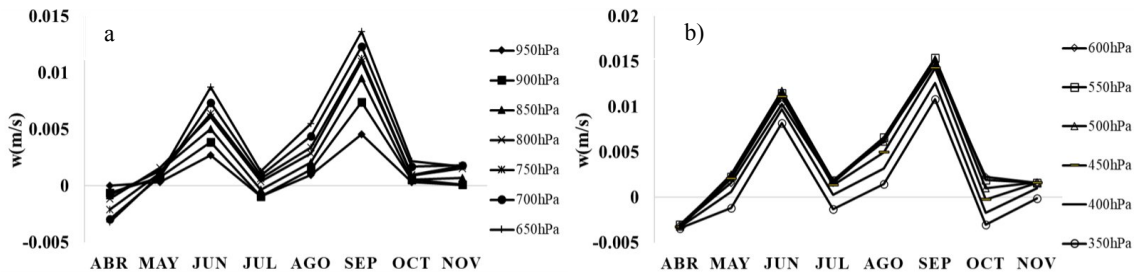 a
w(m/s)
0.015
0.01
0.005
0
-0.005
ABR MAY JUN JUL AGO SEP OCT NOV
950hPa
900hPa
850hPa
800hPa
750hPa
700hPa
650hPa
b)
w(m/s)
0.02
0.015
0.01
0.005
0
-0.005
ABR MAY JUN JUL AGO SEP OCT NOV
600hPa
550hPa
500hPa
450hPa
400hPa
350hPa